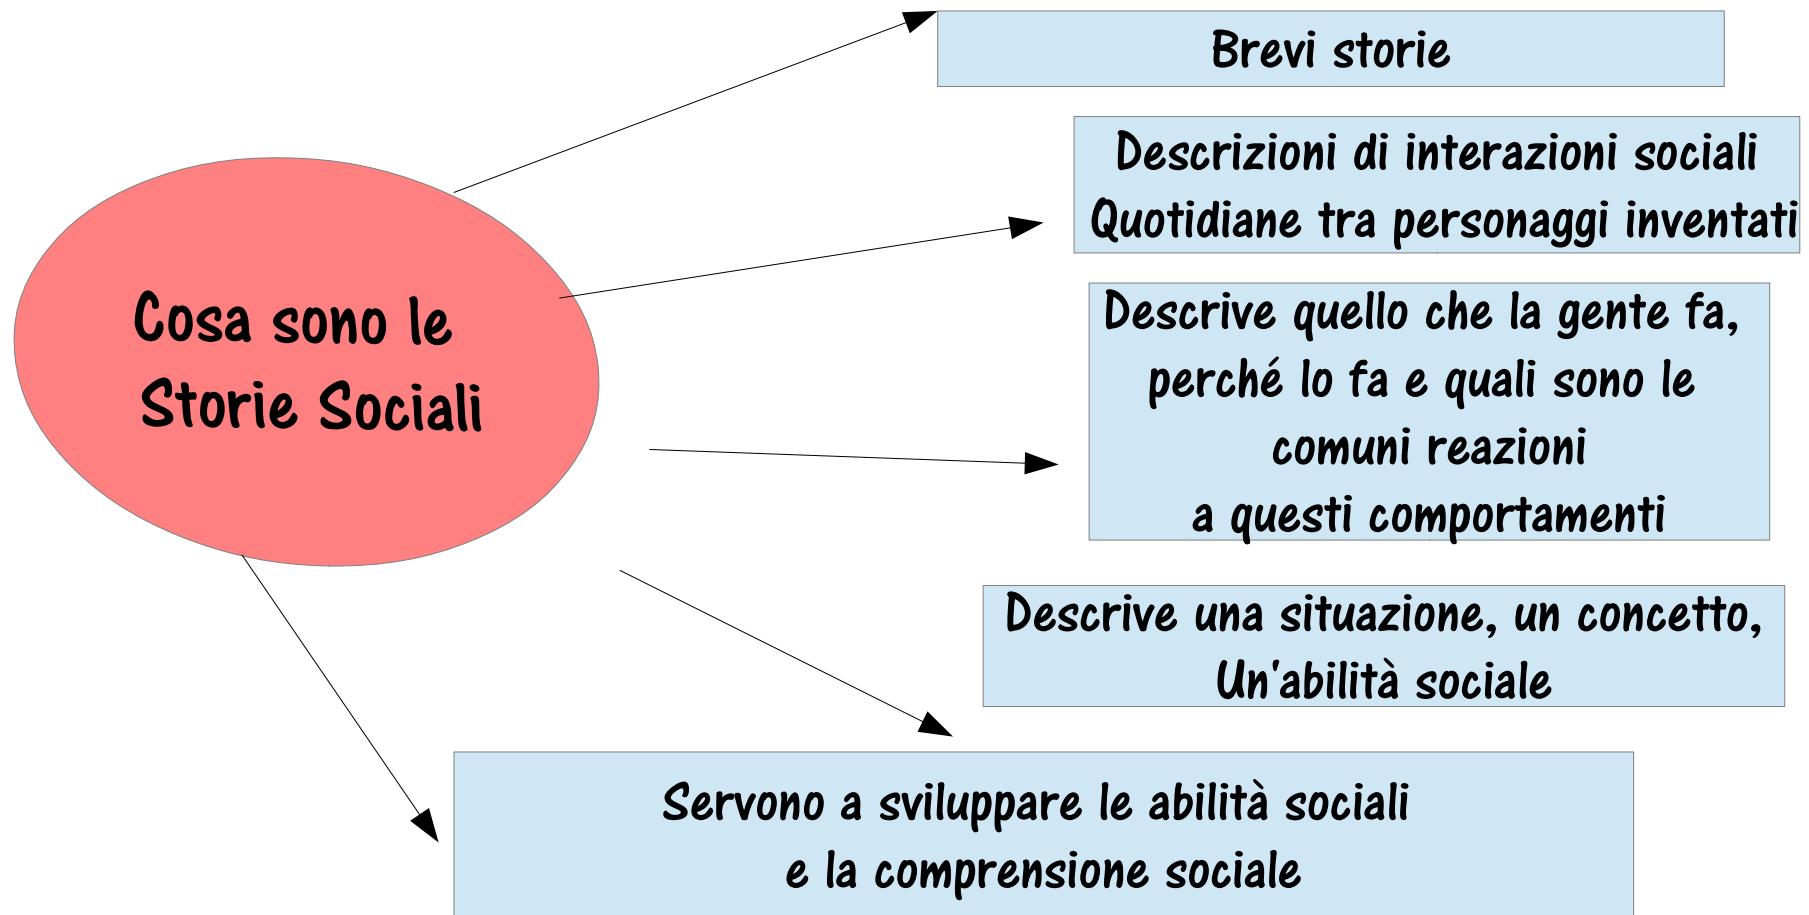 Cosa sono le
Storie Sociali
Brevi storie
Descrizioni di interazioni sociali
Quotidiane tra personaggi inventati
Descrive quello che la gente fa,
perché lo fa e quali sono le
comuni reazioni
a questi comportamenti
Descrive una situazione, un concetto,
Un'abilità sociale
Servono a sviluppare le abilità sociali
e la comprensione sociale